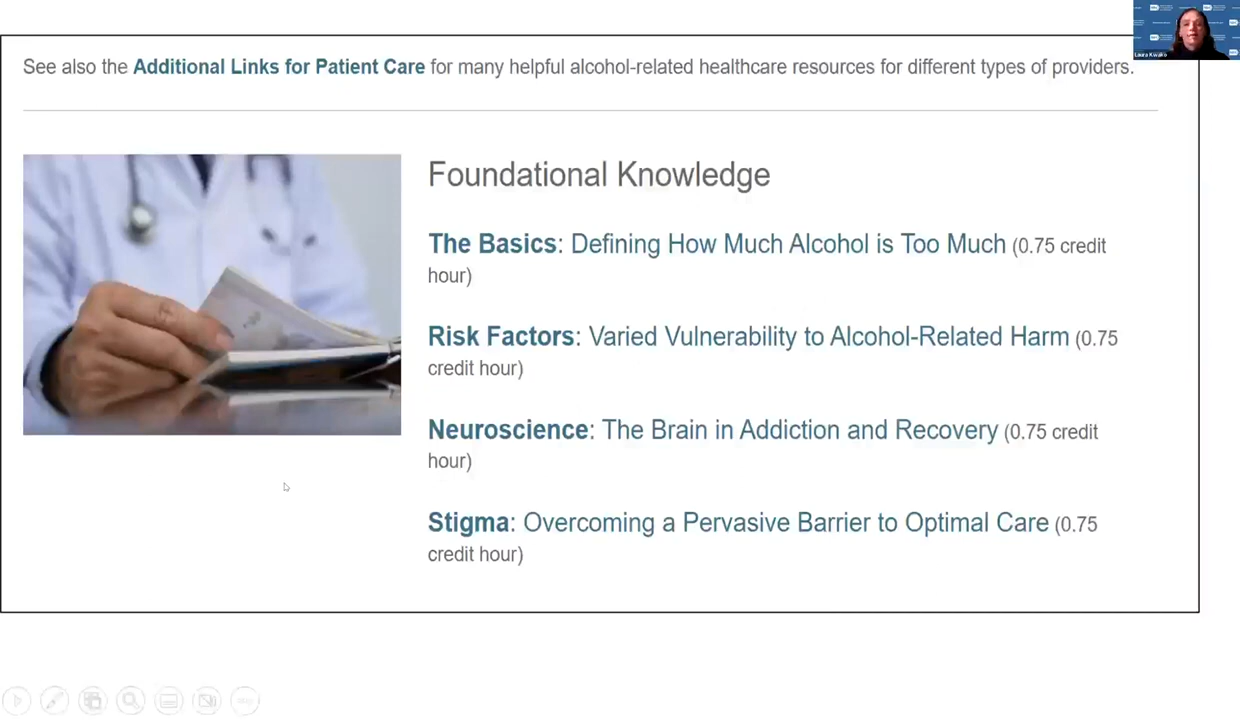 See also the Additional Links for Patient Care for many helpful alcohol-related healthcare resources for different types of providers.
Laura Kwako
Foundational Knowledge
The Basics: Defining How Much Alcohol is Too Much (0.75 credit
hour)
Risk Factors: Varied Vulnerability to Alcohol-Related Harm (0.75
credit hour)
Neuroscience: The Brain in Addiction and Recovery (0.75 credit
hour)
Stigma: Overcoming a Pervasive Barrier to Optimal Care (0.75
credit hour)